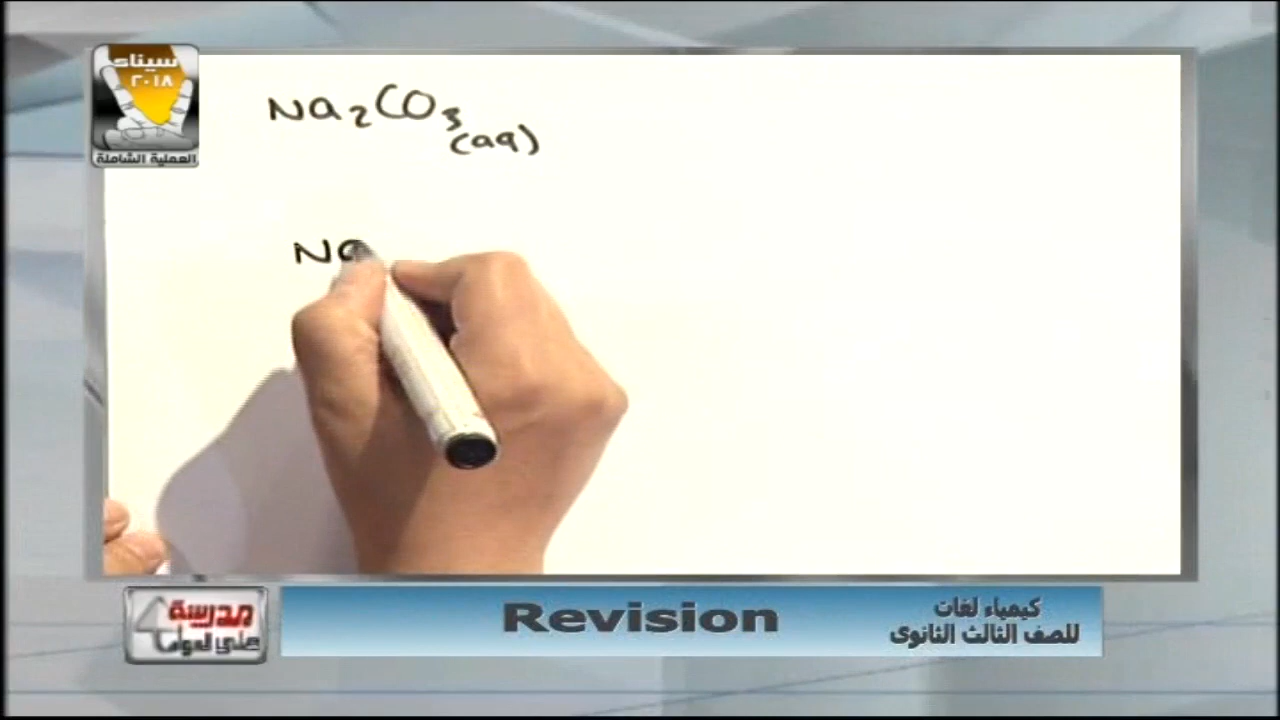 سيناء
٢٠١٨
العملية الشاملة
Na2CO3(aq)
Na
مدرسة
على الهواء
Revision
كيمياء لغات
للصف الثالث الثانوى